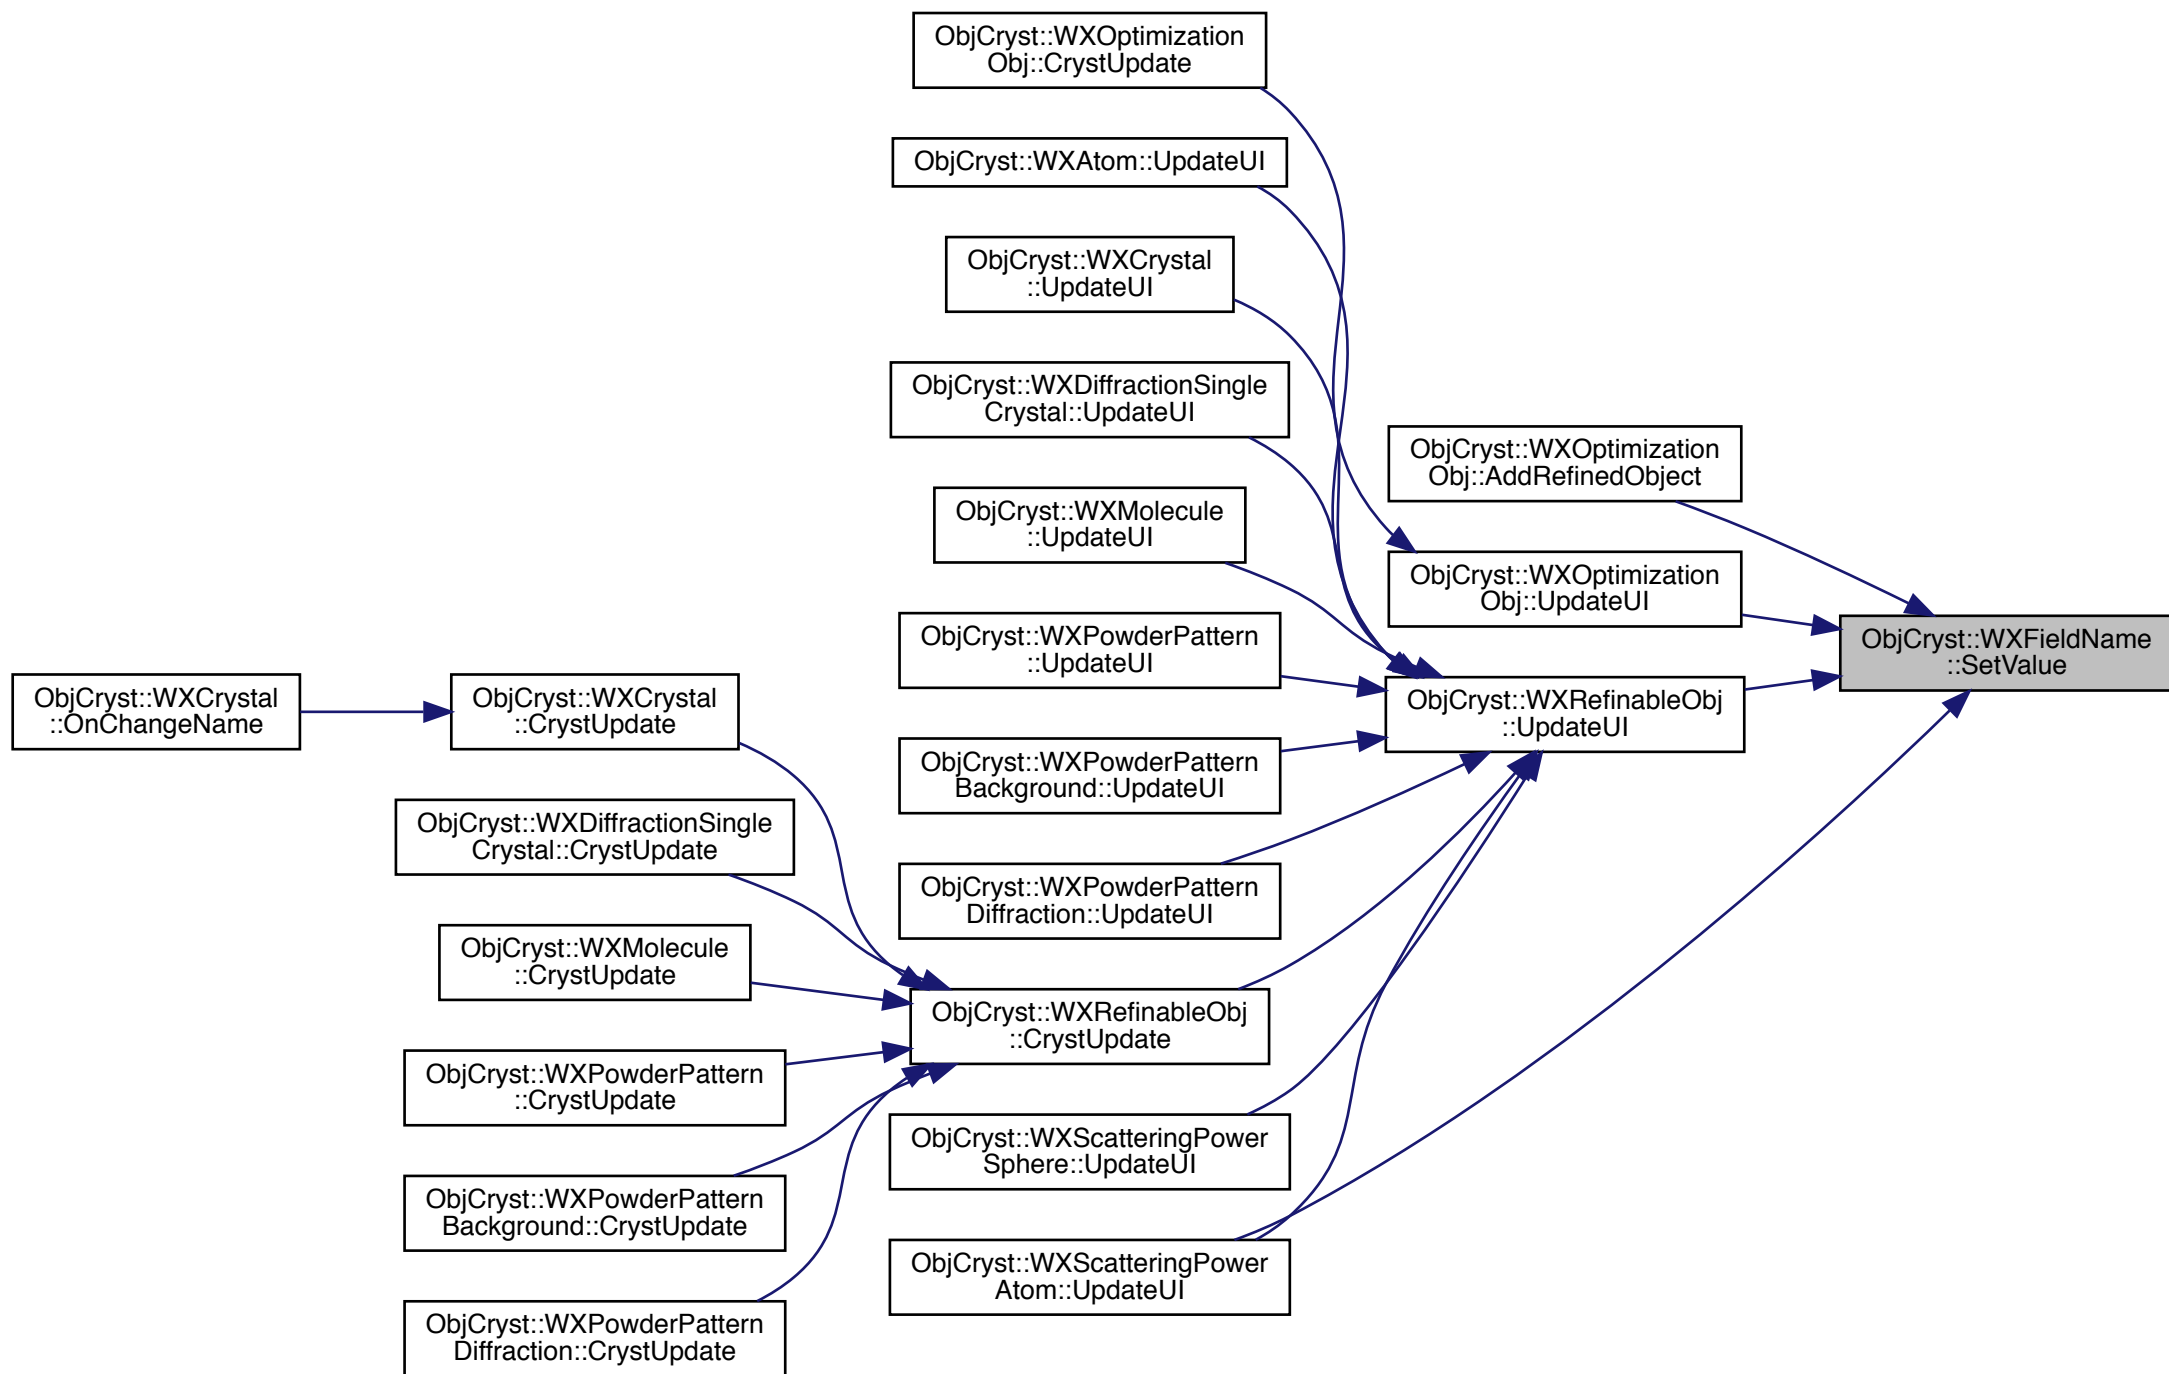 ObjCryst::WXOptimization
Obj::CrystUpdate
ObjCryst::WXAtom::UpdateUI
ObjCryst::WXCrystal
::UpdateUI
ObjCryst::WXDiffractionSingle
Crystal::UpdateUI
ObjCryst::WXMolecule
::UpdateUI
ObjCryst::WXPowderPattern
::UpdateUI
ObjCryst::WXPowderPattern
Background::UpdateUI
ObjCryst::WXPowderPattern
Diffraction::UpdateUI
ObjCryst::WXOptimization
Obj::AddRefinedObject
ObjCryst::WXOptimization
Obj::UpdateUI
ObjCryst::WXRefinableObj
::UpdateUI
ObjCryst::WXFieldName
::SetValue
ObjCryst::WXCrystal
::OnChangeName
ObjCryst::WXCrystal
::CrystUpdate
ObjCryst::WXDiffractionSingle
Crystal::CrystUpdate
ObjCryst::WXMolecule
::CrystUpdate
ObjCryst::WXPowderPattern
::CrystUpdate
ObjCryst::WXPowderPattern
Background::CrystUpdate
ObjCryst::WXPowderPattern
Diffraction::CrystUpdate
ObjCryst::WXRefinableObj
::CrystUpdate
ObjCryst::WXScatteringPower
Sphere::UpdateUI
ObjCryst::WXScatteringPower
Atom::UpdateUI